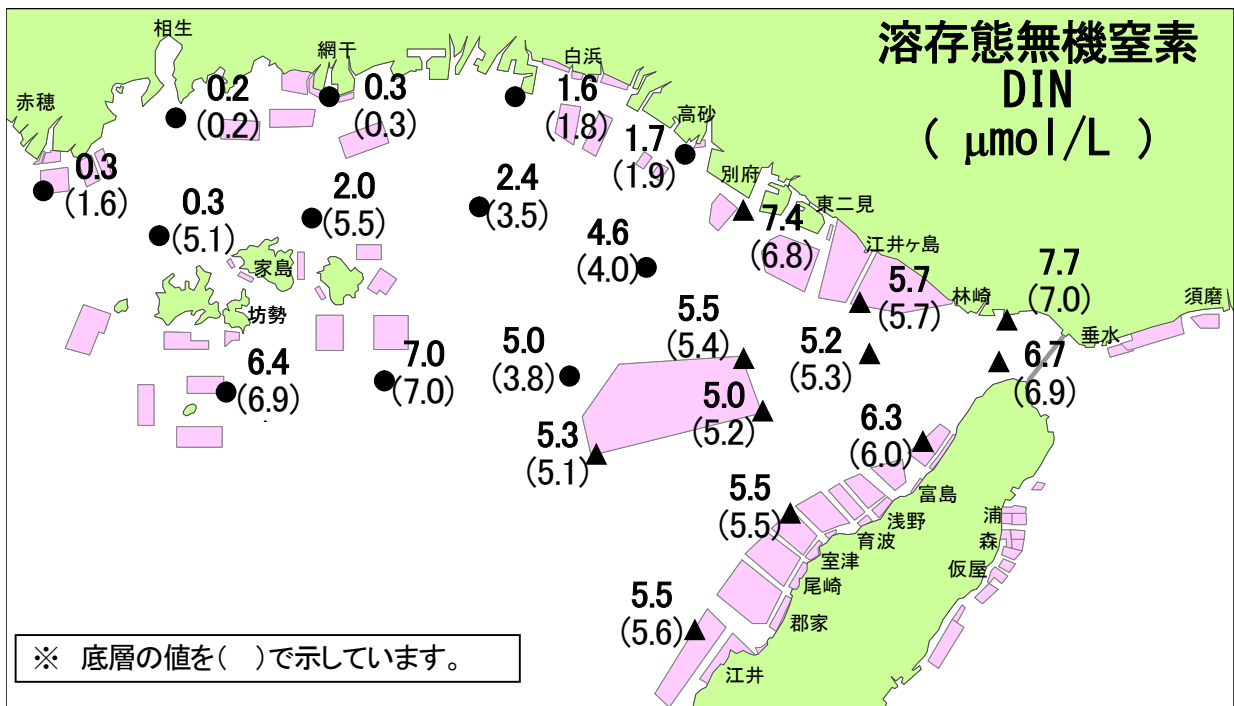 溶存態無機窒素
DIN
( μmol/L )
相生
網干
白浜
赤穂
高砂
別府
東二見
江井ヶ島
林崎
垂水
須磨
家島
坊勢
0.2
(0.2)
0.3
(0.3)
1.6
(1.8)
1.7
(1.9)
0.3
(1.6)
0.3
(5.1)
2.0
(5.5)
2.4
(3.5)
4.6
(4.0)
7.4
(6.8)
5.7
(5.7)
7.7
(7.0)
6.4
(6.9)
7.0
(7.0)
5.0
(3.8)
5.5
(5.4)
5.2
(5.3)
6.7
(6.9)
5.0
(5.2)
5.3
(5.1)
6.3
(6.0)
5.5
(5.5)
5.5
(5.6)
富島
浅野
育波
室津
尾崎
郡家
江井
浦
森
仮屋
※ 底層の値を( )で示しています。